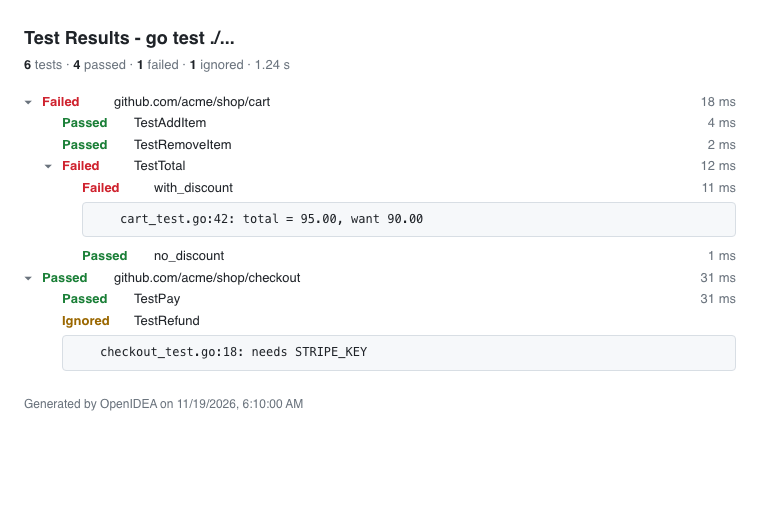 Test Results - go test ./...
6 tests · 4 passed · 1 failed · 1 ignored · 1.24 s
Failed github.com/acme/shop/cart 18 ms
Passed TestAddItem 4 ms
Passed TestRemoveItem 2 ms
Failed TestTotal 12 ms
Failed with_discount 11 ms
cart_test.go:42: total = 95.00, want 90.00
Passed no_discount 1 ms
Passed github.com/acme/shop/checkout 31 ms
Passed TestPay 31 ms
Ignored TestRefund
checkout_test.go:18: needs STRIPE_KEY
Generated by OpenIDEA on 11/19/2026, 6:10:00 AM